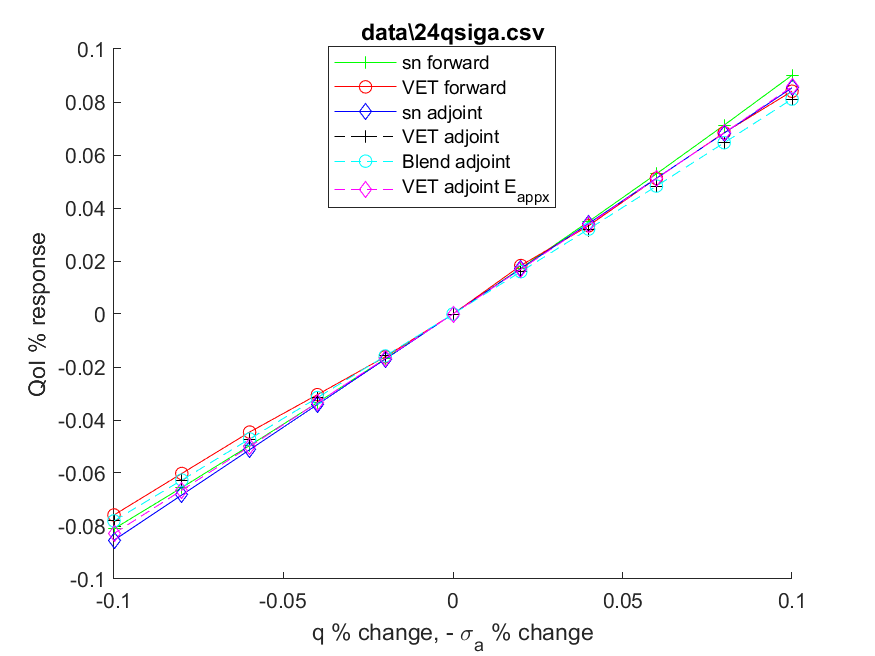 data\24qsiga.csv
sn forward
VET forward
sn adjoint
VET adjoint
Blend adjoint
VET adjoint E_appx
QoI % response
0.1
0.08
0.06
0.04
0.02
0
-0.02
-0.04
-0.06
-0.08
-0.1
-0.1
-0.05
0
0.05
0.1
q % change, - σ_a % change